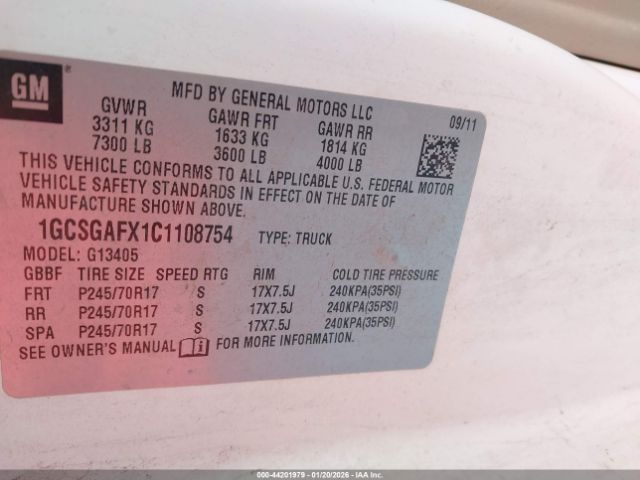 GM
MFD BY GENERAL MOTORS LLC
GVWR GAWR FRT GAWR RR 09/11
3311 KG 1633 KG 1814 KG
7300 LB 3600 LB 4000 LB
THIS VEHICLE CONFORMS TO ALL APPLICABLE U.S. FEDERAL MOTOR
VEHICLE SAFETY STANDARDS IN EFFECT ON THE DATE OF
MANUFACTURE SHOWN ABOVE.
1GCSGAFX1C1108754 TYPE: TRUCK
MODEL: G13405
GBBF TIRE SIZE SPEED RTG RIM COLD TIRE PRESSURE
FRT P245/70R17 S 17X7.5J 240KPA(35PSI)
RR P245/70R17 S 17X7.5J 240KPA(35PSI)
SPA P245/70R17 S 17X7.5J 240KPA(35PSI)
SEE OWNER'S MANUAL FOR MORE INFORMATION.
000-44201979 - 01/20/2026 - IAAI.CA